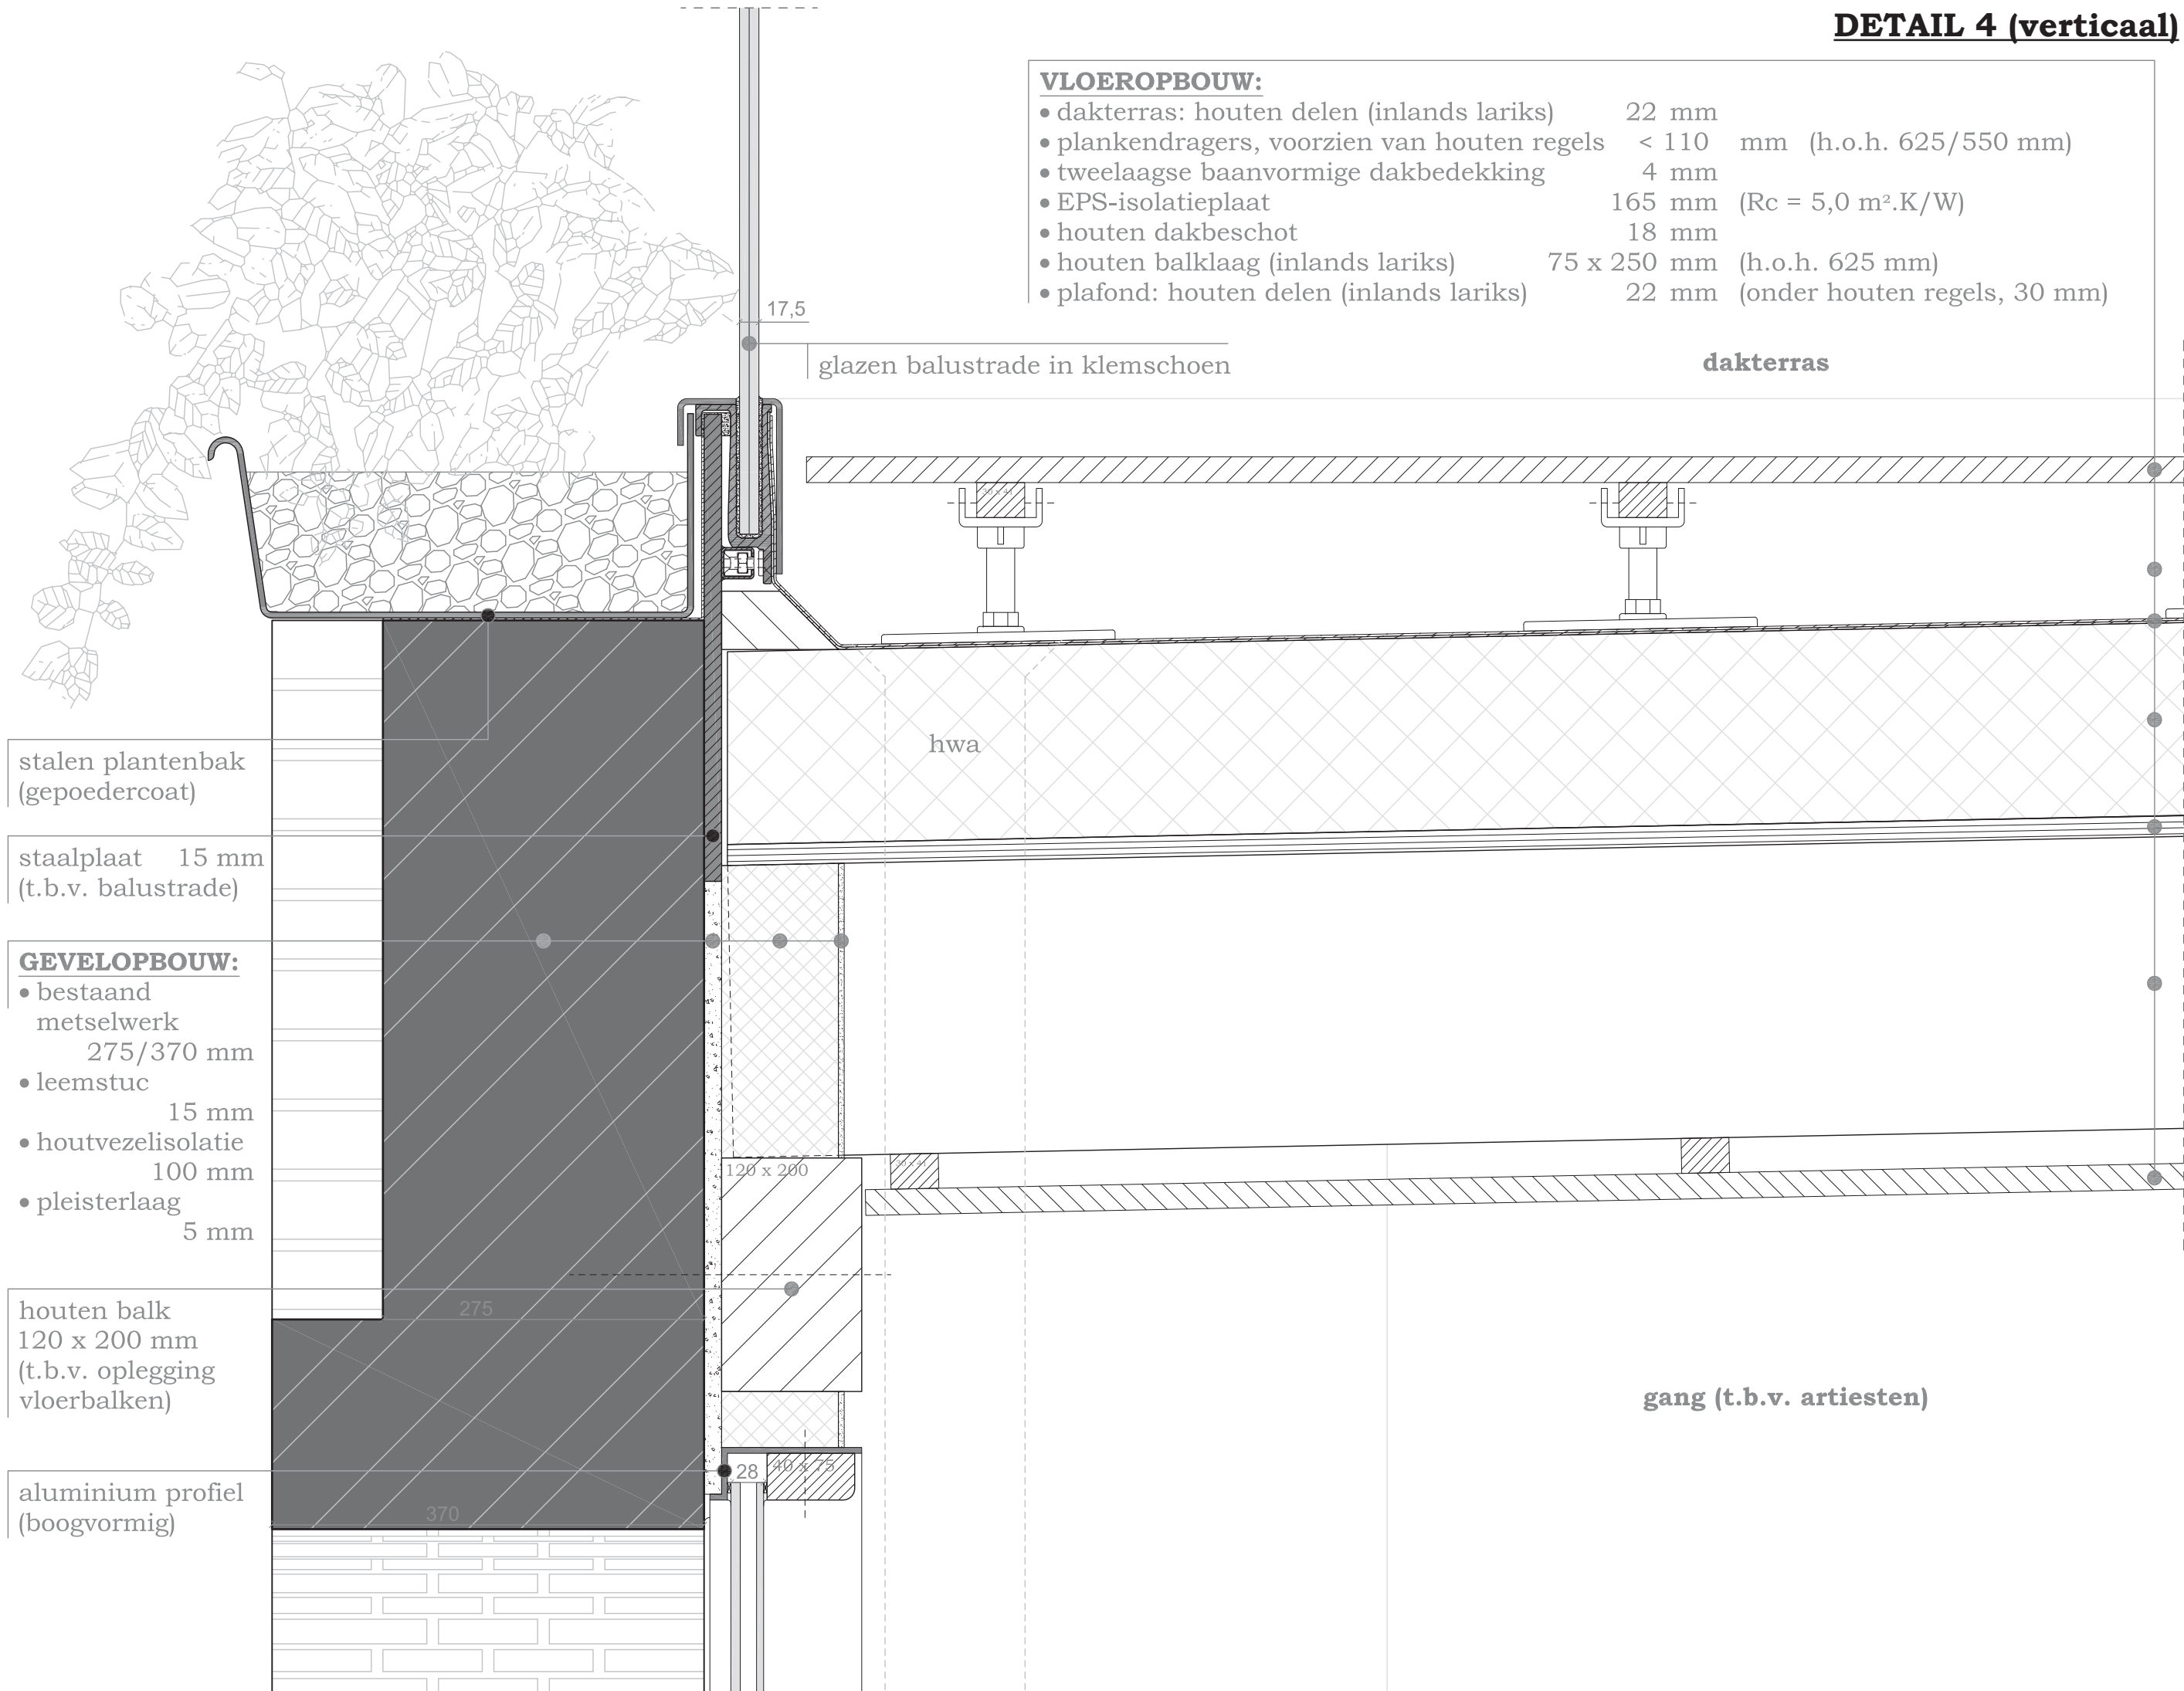 DETAIL 4 (verticaal)
VLOEROPBOUW:
• dakterras: houten delen (inlands lariks) 22 mm
• plankendragers, voorzien van houten regels < 110 mm (h.o.h. 625/550 mm)
• tweelaagse baanvormige dakbedekking 4 mm
• EPS-isolatieplaat 165 mm (Rc = 5,0 m².K/W)
• houten dakbeschot 18 mm
• houten balklaag (inlands lariks) 75 x 250 mm (h.o.h. 625 mm)
• plafond: houten delen (inlands lariks) 22 mm (onder houten regels, 30 mm)
17,5
glazen balustrade in klemschoen
dakterras
hwa
stalen plantenbak
(gepoedercoat)
staalplaat 15 mm
(t.b.v. balustrade)
GEVELOPBOUW:
• bestaand
metselwerk
275/370 mm
• leemstuc
15 mm
• houtvezelisolatie
100 mm
• pleisterlaag
5 mm
120 x 200
houten balk
120 x 200 mm
(t.b.v. oplegging
vloerbalken)
275
gang (t.b.v. artiesten)
aluminium profiel
(boogvormig)
28
40 x 75
370